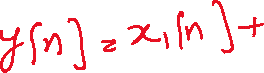 y[n] = x₁[n] +